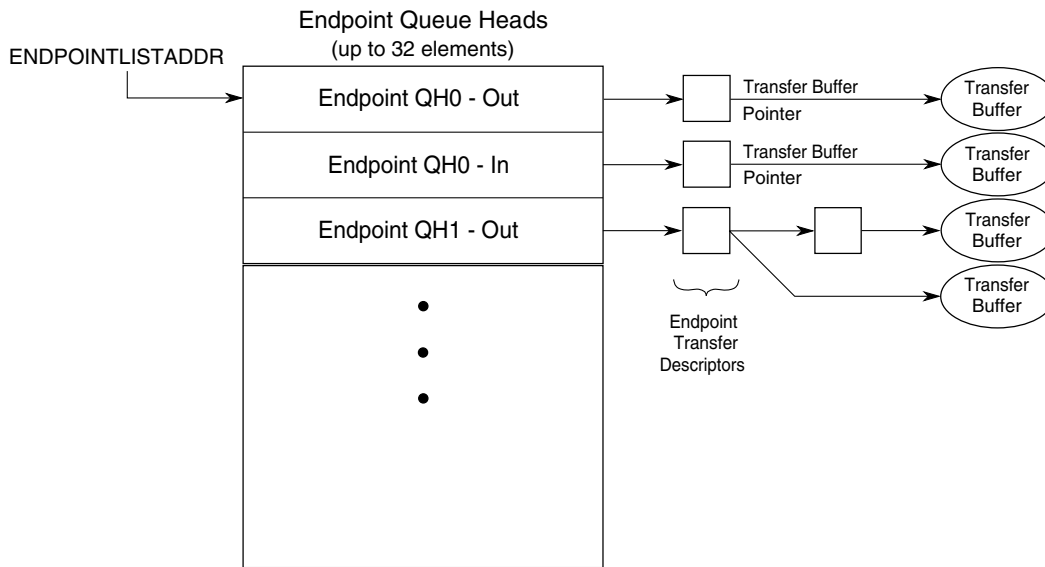 Endpoint Queue Heads
(up to 32 elements)
ENDPOINTLISTADDR
Endpoint QH0 - Out
Transfer Buffer
Pointer
Transfer
Buffer
Endpoint QH0 - In
Transfer Buffer
Pointer
Transfer
Buffer
Endpoint QH1 - Out
Transfer
Buffer
Transfer
Buffer
Endpoint
Transfer
Descriptors